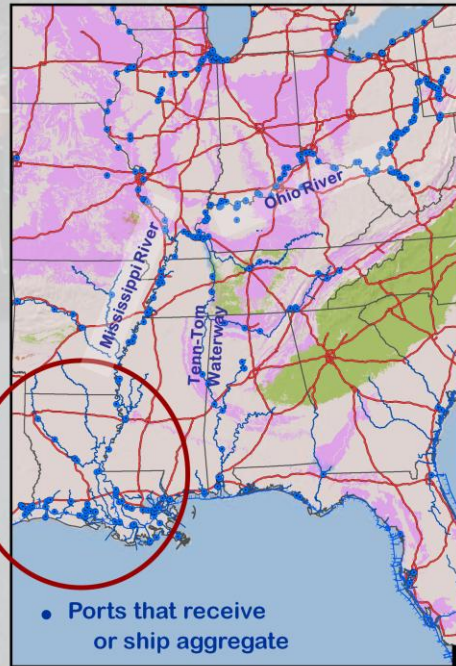 Ohio River
Mississippi River
Tenn-Tom
Waterway
• Ports that receive
or ship aggregate